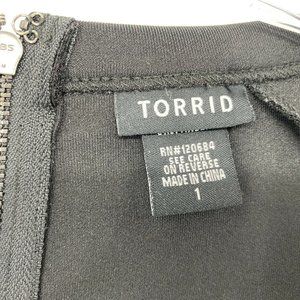 TORRID
RN#120684
SEE CARE
ON REVERSE
MADE IN CHINA
1